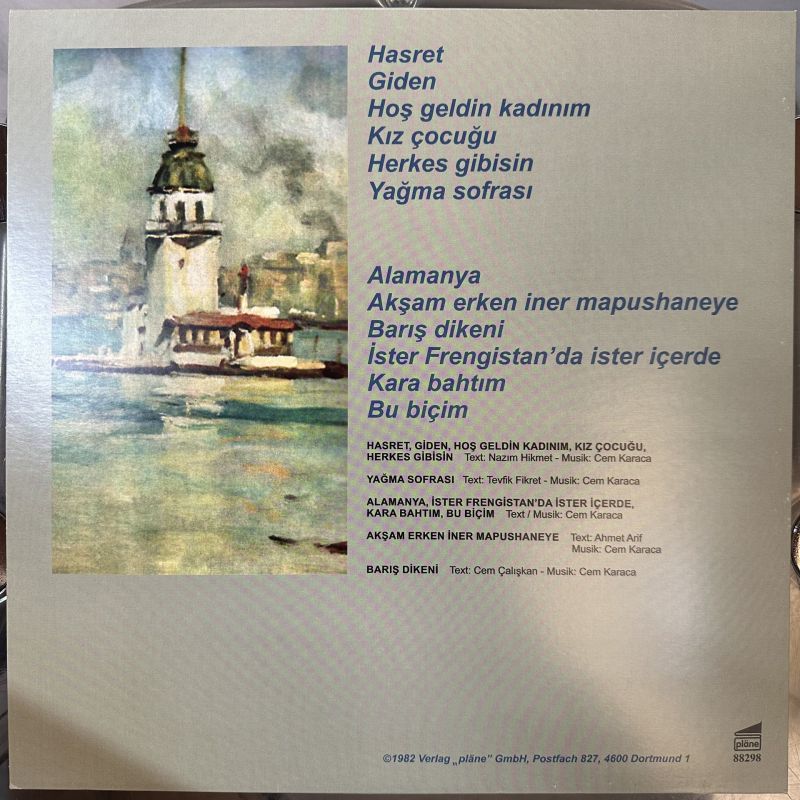 Hasret
Giden
Hoş geldin kadınım
Kız çocuğu
Herkes gibisin
Yağma sofrası
Alamanya
Akşam erken iner mapushaneye
Barış dikeni
İster Frengistan'da ister içerde
Kara bahtım
Bu biçim
HASRET, GİDEN, HOŞ GELDİN KADINIM, KIZ ÇOCUĞU,
HERKES GİBİSİN Text: Nazım Hikmet - Musik: Cem Karaca
YAĞMA SOFRASI Text: Tevfik Fikret - Musik: Cem Karaca
ALAMANYA, İSTER FRENGİSTAN'DA İSTER İÇERDE,
KARA BAHTIM, BU BİÇİM Text / Musik: Cem Karaca
AKŞAM ERKEN İNER MAPUSHANEYE Text: Ahmet Arif
Musik: Cem Karaca
BARIŞ DİKENİ Text: Cem Çalışkan - Musik: Cem Karaca
pläne
88298
©1982 Verlag „pläne" GmbH, Postfach 827, 4600 Dortmund 1